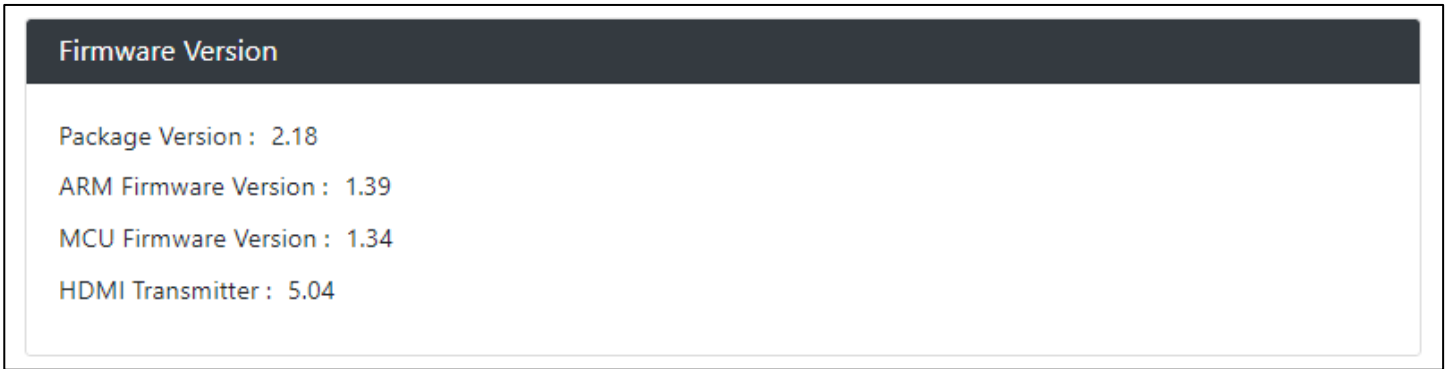 Firmware Version
Package Version : 2.18
ARM Firmware Version : 1.39
MCU Firmware Version : 1.34
HDMI Transmitter : 5.04